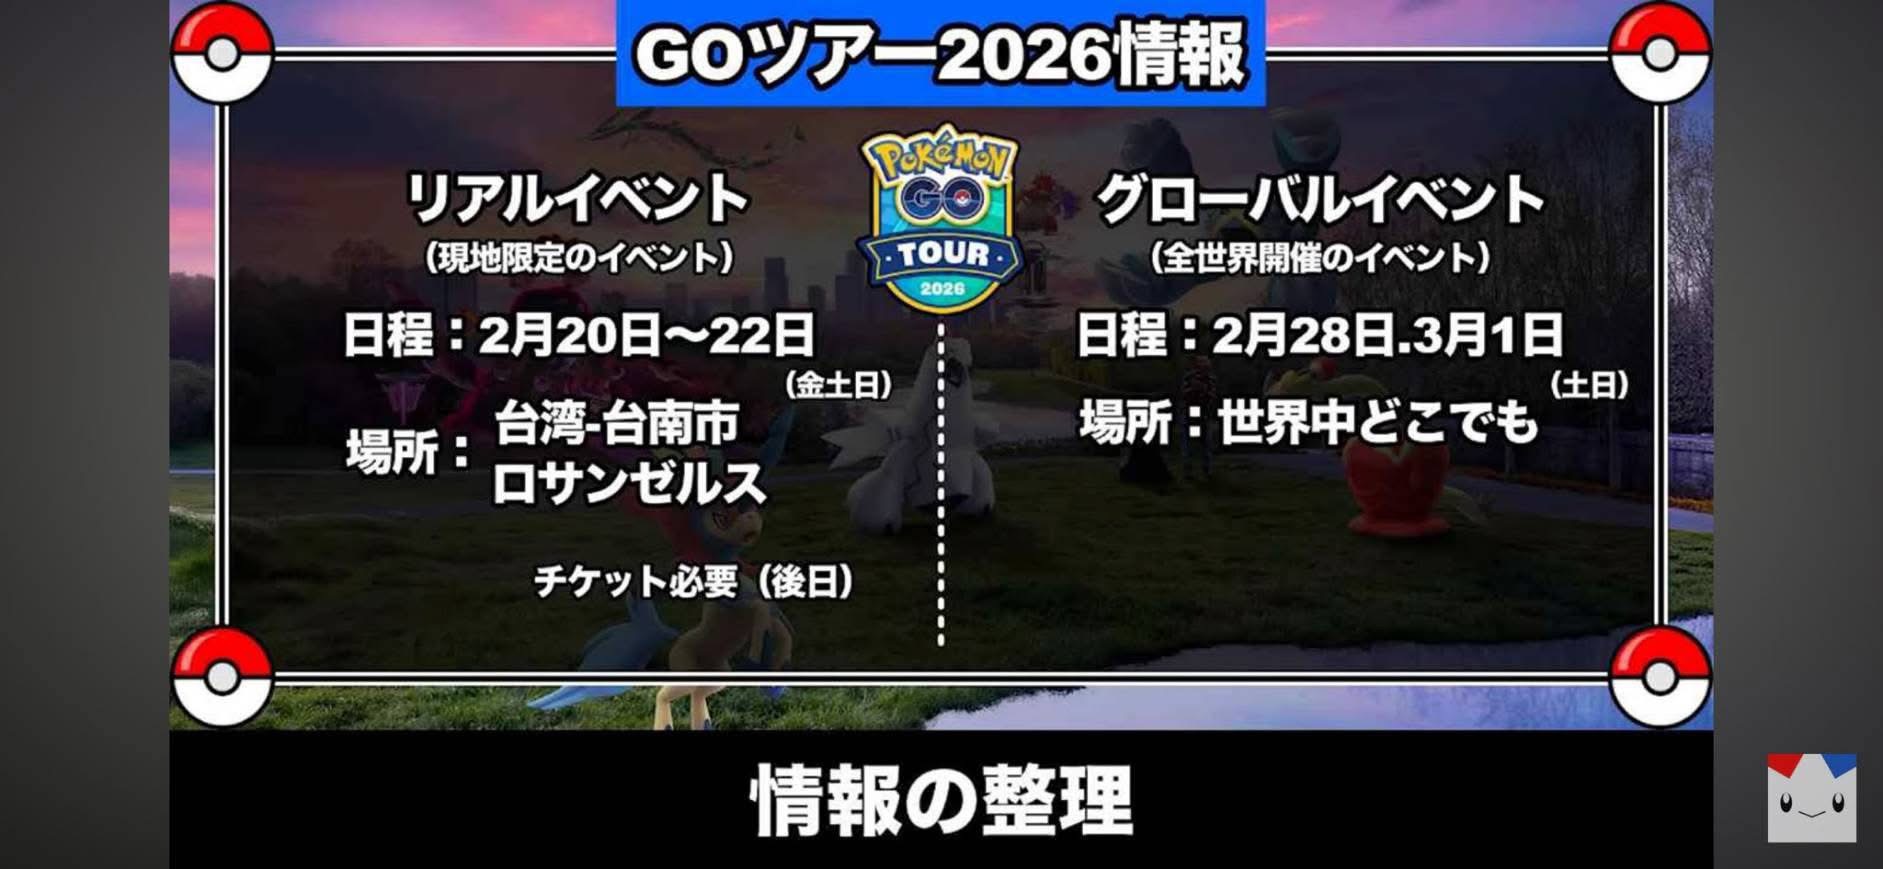 GOツアー2026情報
POKéMON
GO
TOUR
2026
リアルイベント
（現地限定のイベント）
日程：2月20日〜22日
（金土日）
場所：台湾-台南市
ロサンゼルス
チケット必要（後日）
グローバルイベント
（全世界開催のイベント）
日程：2月28日.3月1日
（土日）
場所：世界中どこでも
情報の整理